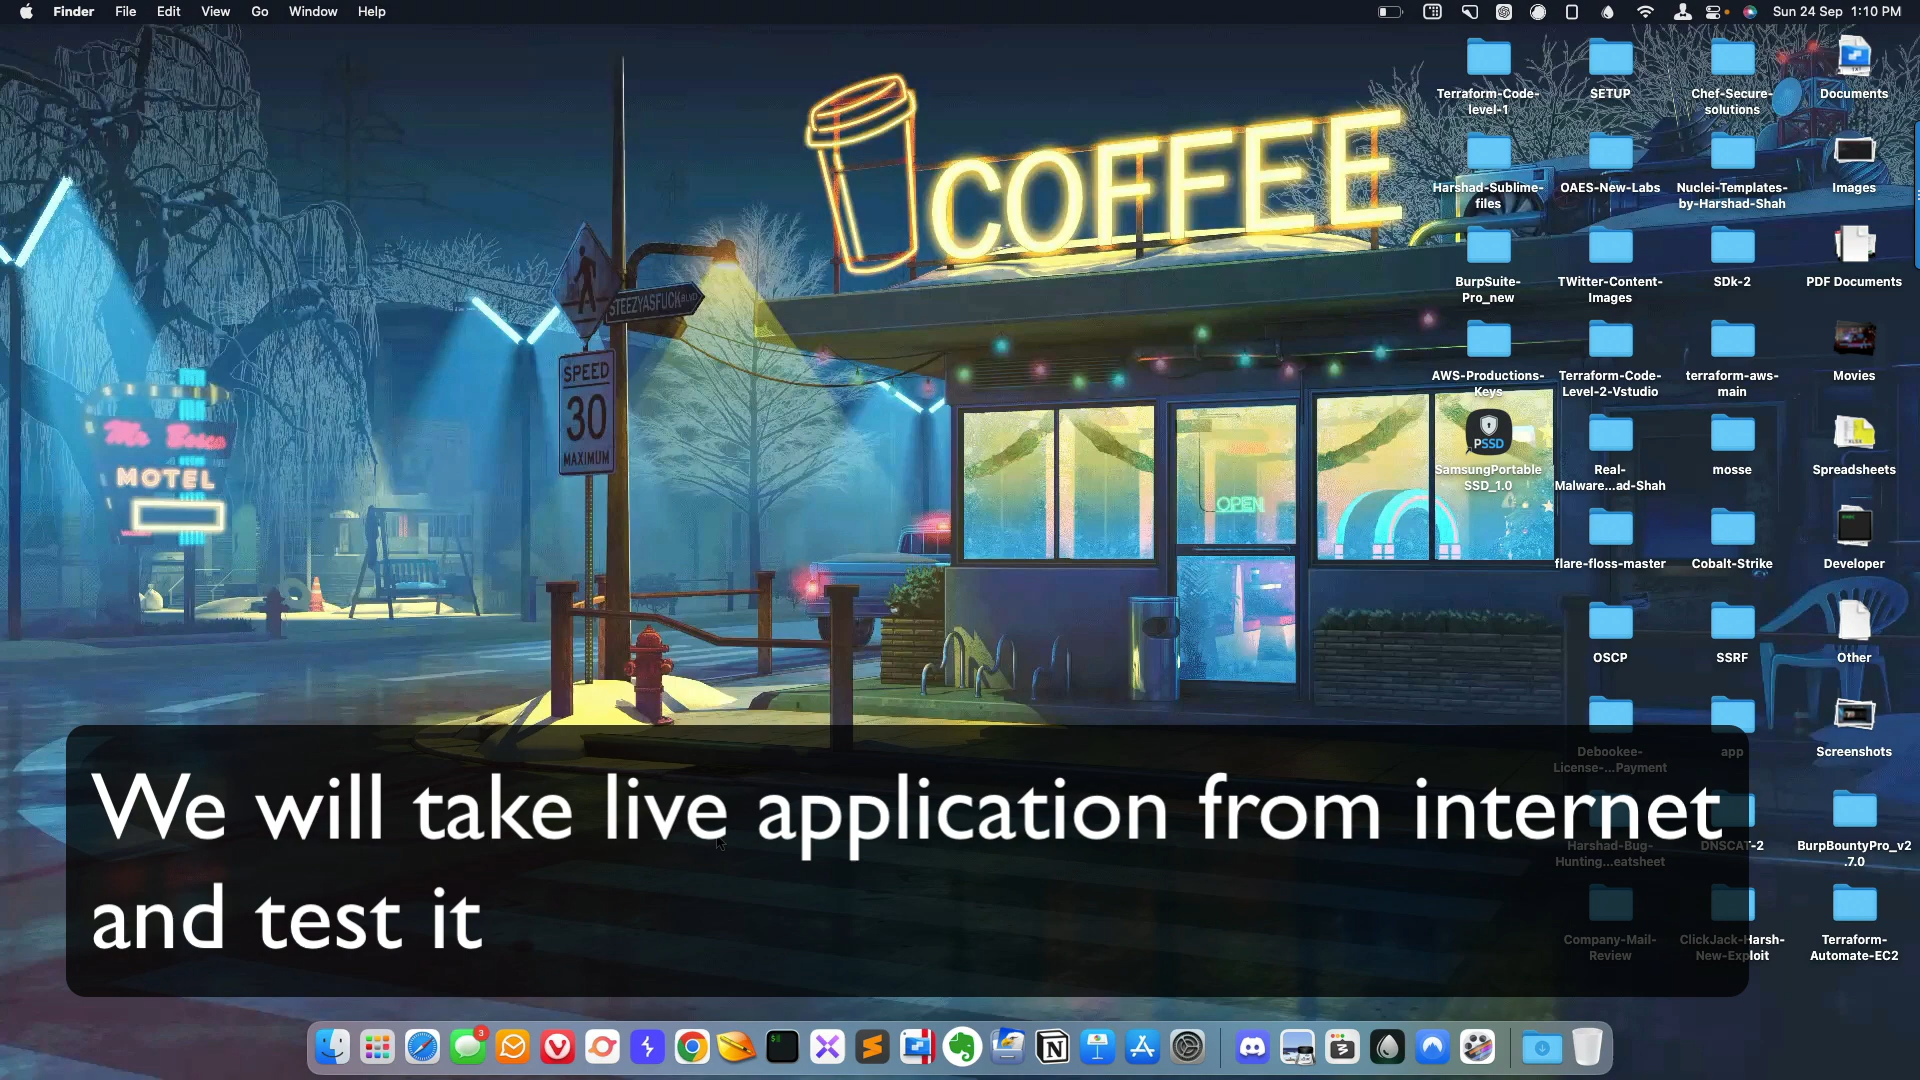 Finder File Edit View Go Window Help
Sun 24 Sep 1:10 PM
COFFEE
STEEZYASFUCK BLVD
SPEED
30
MAXIMUM
MOTEL
OPEN
Terraform-Code-
level-1
SETUP
Chef-Secure-
solutions
Documents
Harshad-Sublime-
files
OAES-New-Labs
Nuclei-Templates-
by-Harshad-Shah
Images
BurpSuite-
Pro_new
TWitter-Content-
Images
SDk-2
PDF Documents
AWS-Productions-
Keys
Terraform-Code-
Level-2-Vstudio
terraform-aws-
main
Movies
PSSD
SamsungPortable
SSD_1.0
Real-
Malware...ad-Shah
mosse
Spreadsheets
flare-floss-master
Cobalt-Strike
Developer
OSCP
SSRF
Other
Debookee-
License-...Payment
app
Screenshots
Harshad-Bug-
Hunting...eatsheet
DNSCAT-2
BurpBountyPro_v2
.7.0
Company-Mail-
Review
ClickJack-Harsh-
New-Exploit
Terraform-
Automate-EC2
We will take live application from internet
and test it
3